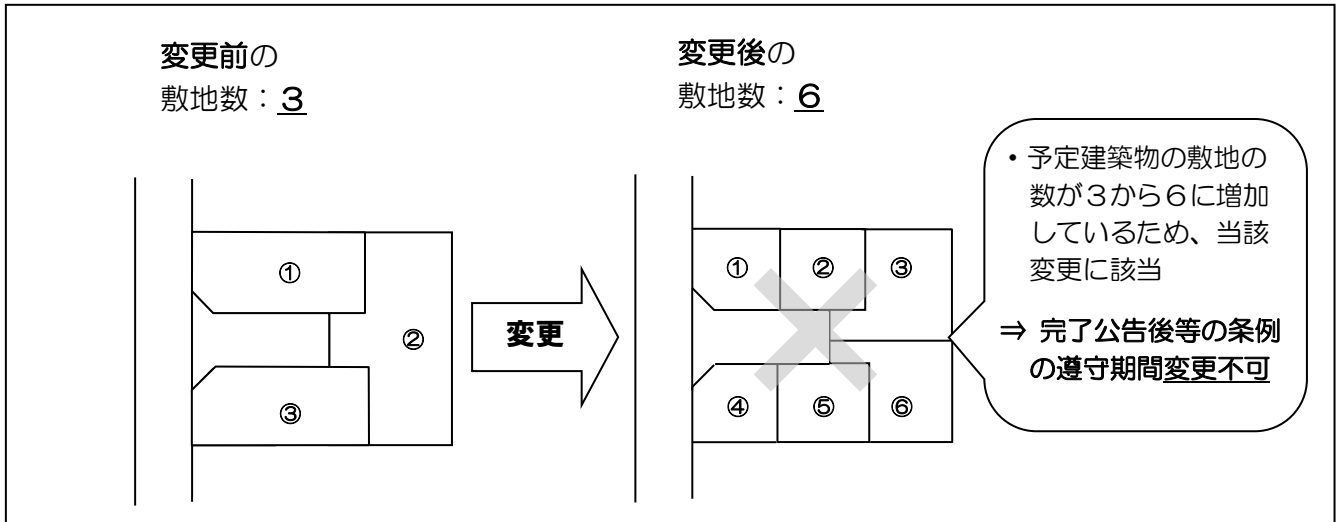 変更前の
敷地数：３
変更後の
敷地数：６
①
②
③
変更
①
②
③
④
⑤
⑥
・予定建築物の敷地の
数が３から６に増加
しているため、当該
変更に該当
⇒ 完了公告後等の条例
の遵守期間変更不可